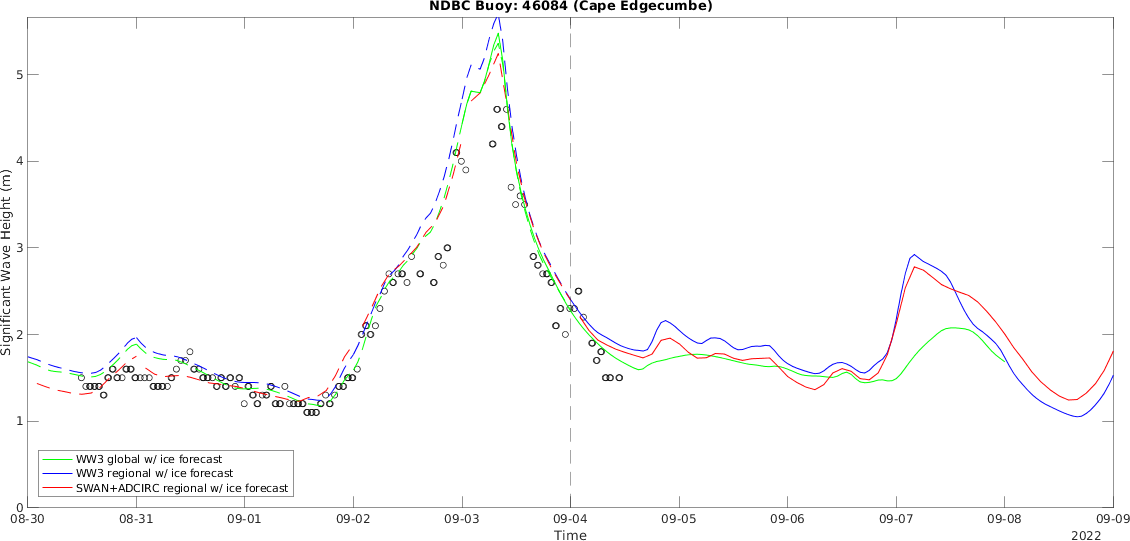 NDBC Buoy: 46084 (Cape Edgecumbe)
Significant Wave Height (m)
5
4
3
2
1
0
WW3 global w/ ice forecast
WW3 regional w/ ice forecast
SWAN+ADCIRC regional w/ ice forecast
08-30 08-31 09-01 09-02 09-03 09-04 09-05 09-06 09-07 09-08 09-09
Time
2022